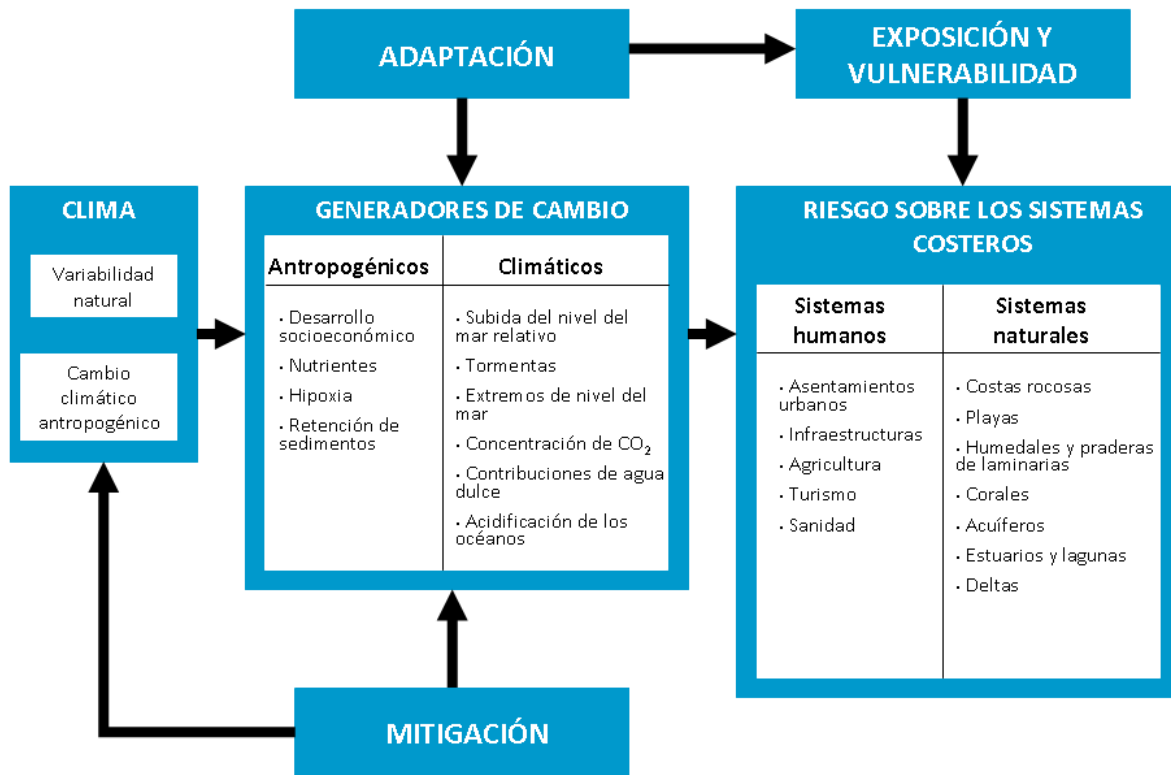 ADAPTACIÓN
EXPOSICIÓN Y
VULNERABILIDAD
CLIMA
Variabilidad
natural
Cambio
climático
antropogénico
GENERADORES DE CAMBIO
Antropogénicos
• Desarrollo
socioeconómico
• Nutrientes
• Hipoxia
• Retención de
sedimentos
Climáticos
• Subida del nivel del
mar relativo
• Tormentas
• Extremos de nivel del
mar
• Concentración de CO₂
• Contribuciones de agua
dulce
• Acidificación de los
océanos
RIESGO SOBRE LOS SISTEMAS
COSTEROS
Sistemas
humanos
• Asentamientos
urbanos
• Infraestructuras
• Agricultura
• Turismo
• Sanidad
Sistemas
naturales
• Costas rocosas
• Playas
• Humedales y praderas
de laminarias
• Corales
• Acuíferos
• Estuarios y lagunas
• Deltas
MITIGACIÓN